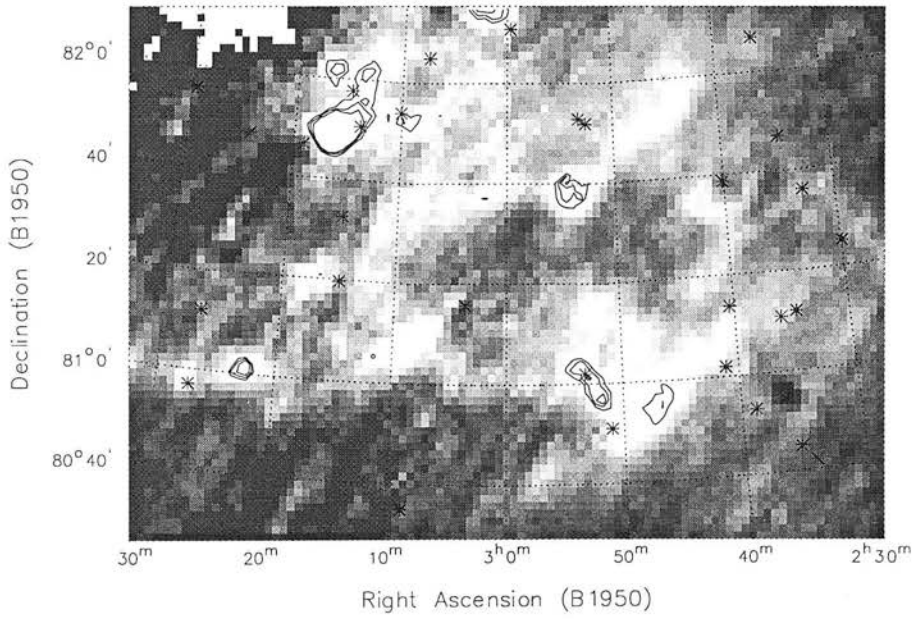 82°0'
40'
20'
81°0'
80°40'
Declination (B1950)
30ᵐ 20ᵐ 10ᵐ 3ʰ0ᵐ 50ᵐ 40ᵐ 2ʰ30ᵐ
Right Ascension (B1950)